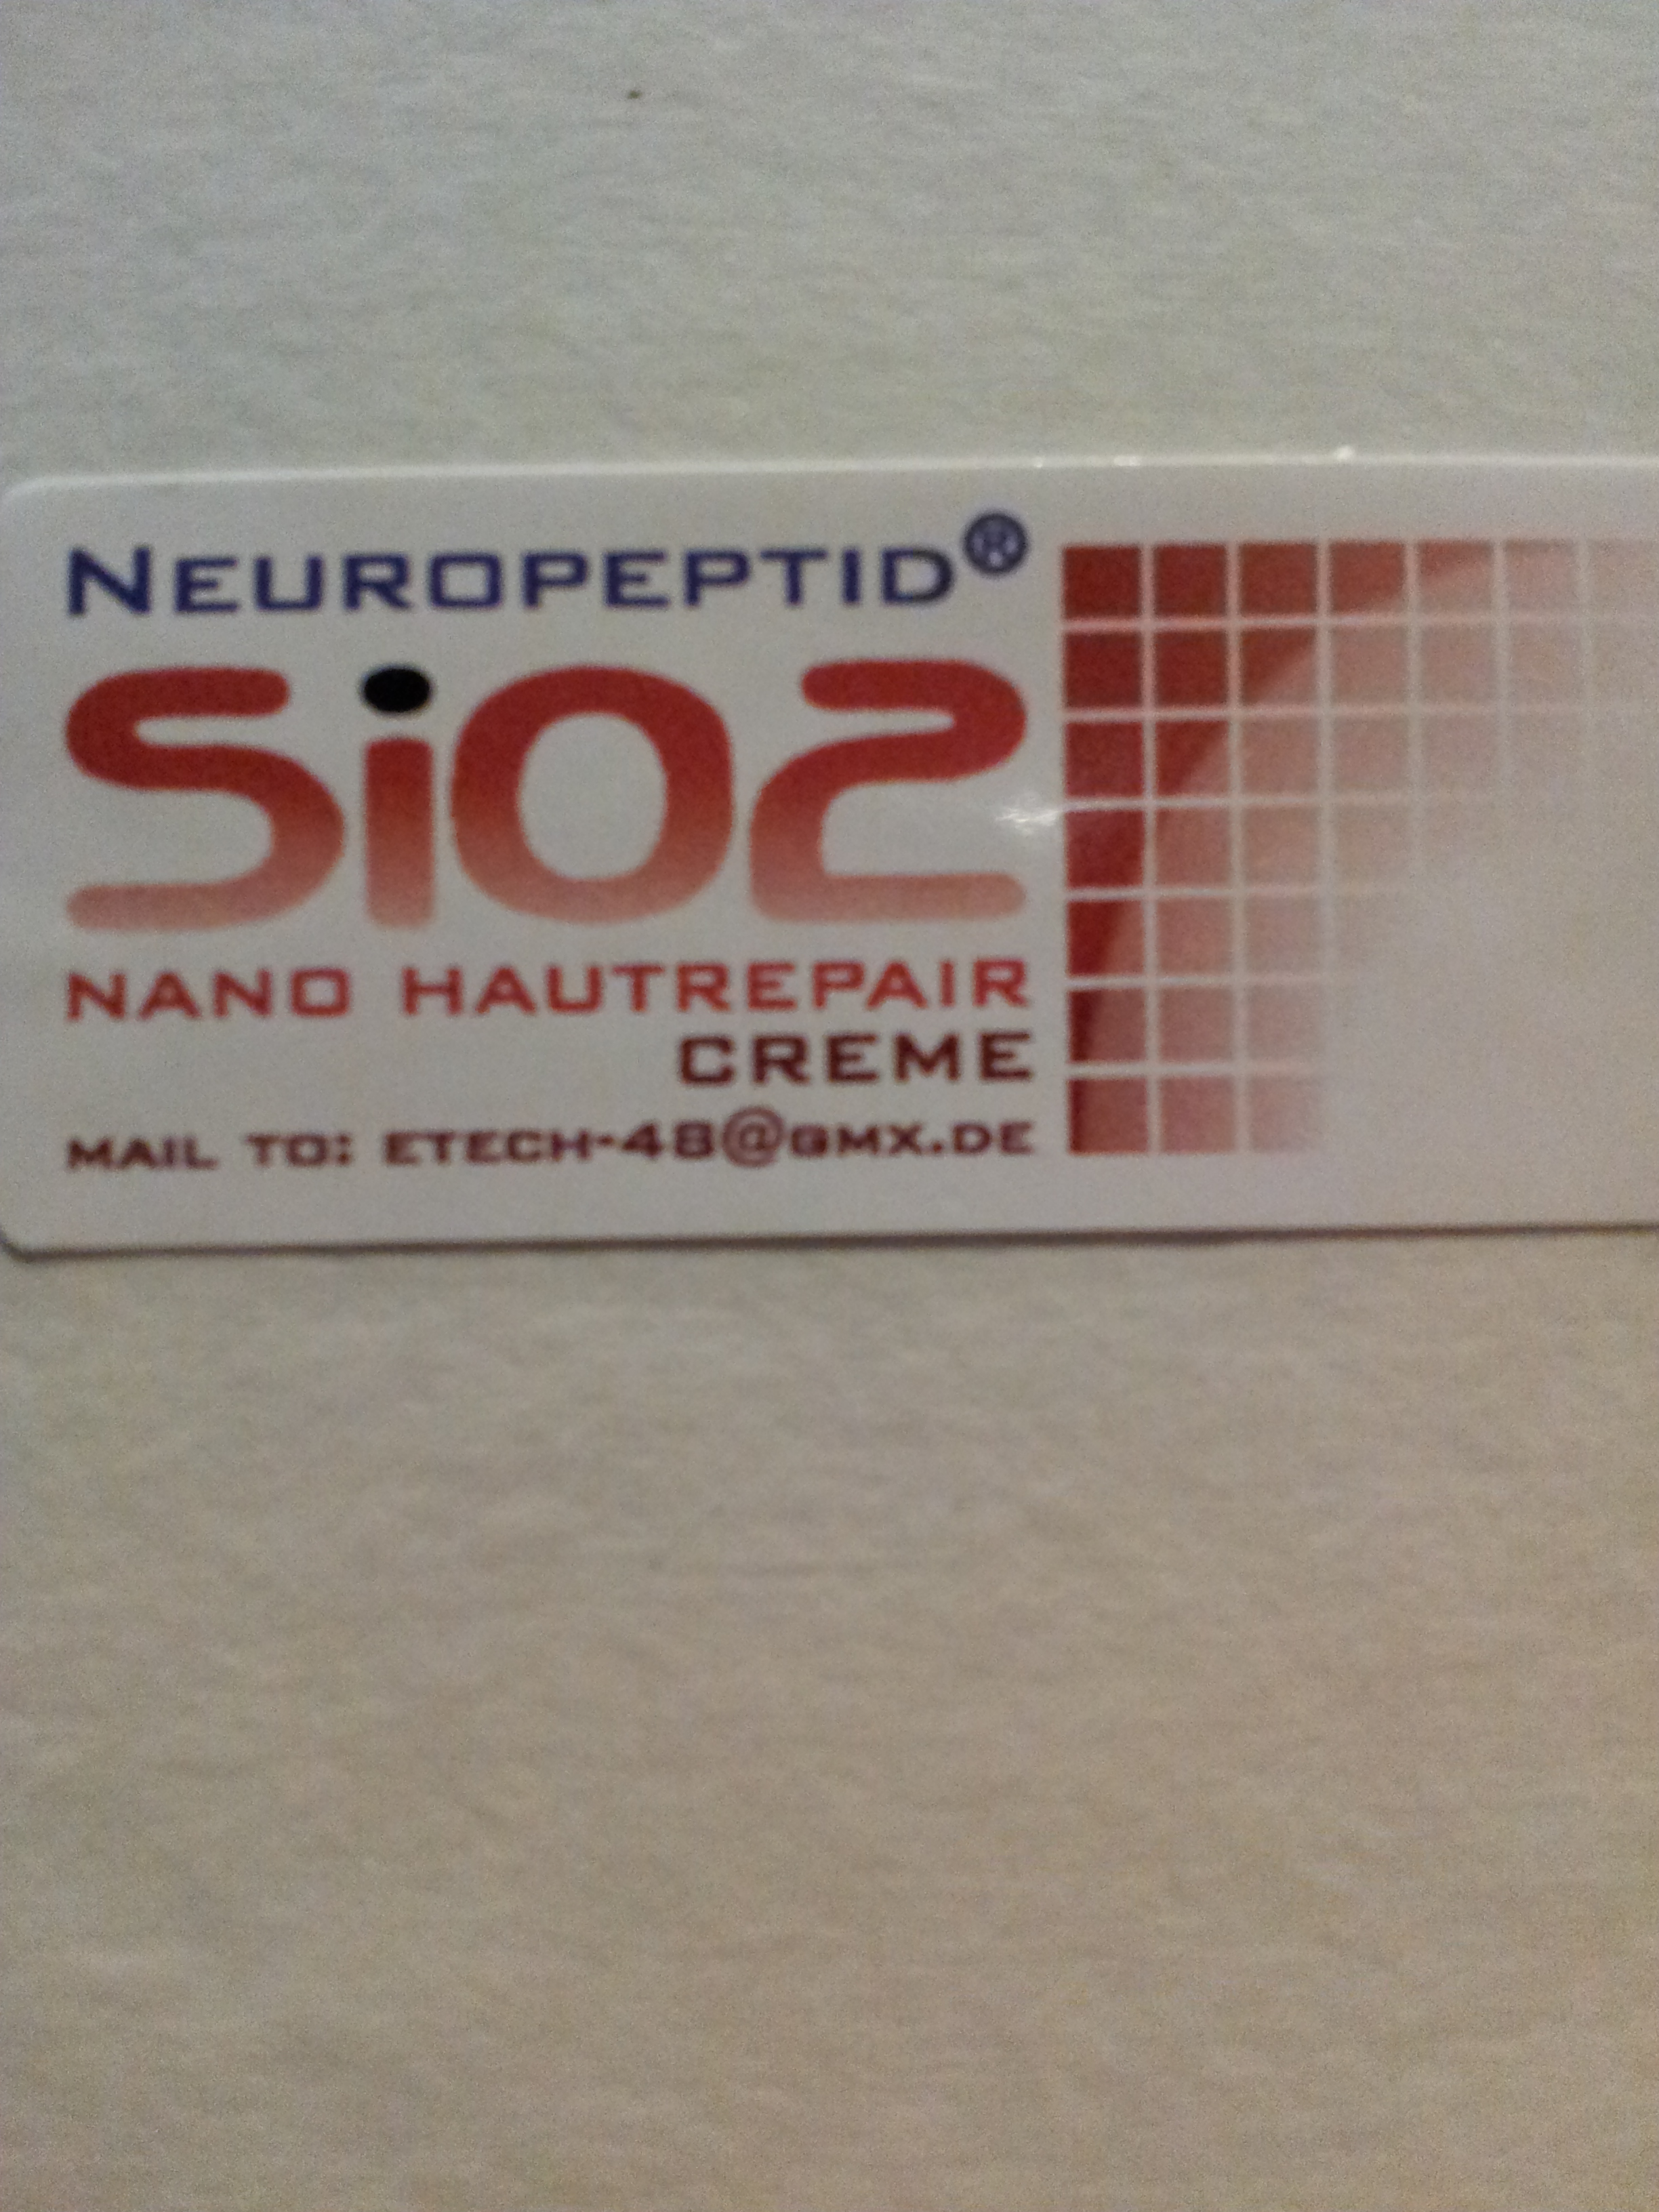 NEUROPEPTID®
SiO2
NANO HAUTREPAIR
CREME
MAIL TO: ETECH-48@GMX.DE